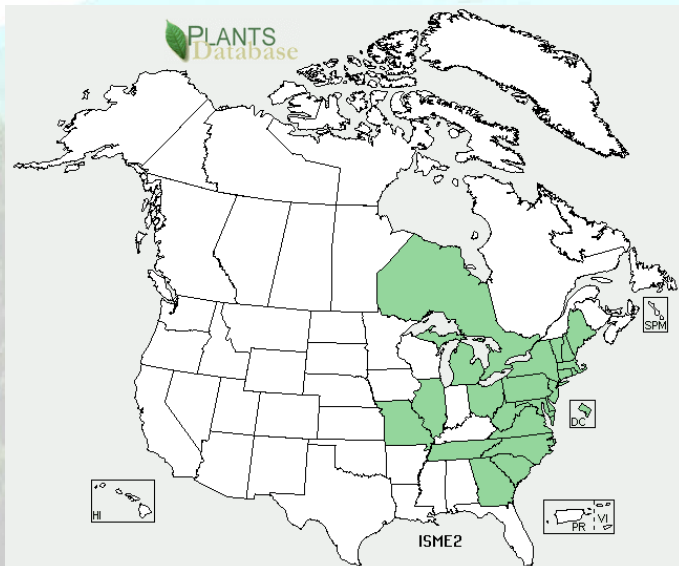 PLANTS
Database
SPM
DC
HI
PR
VI
ISME2